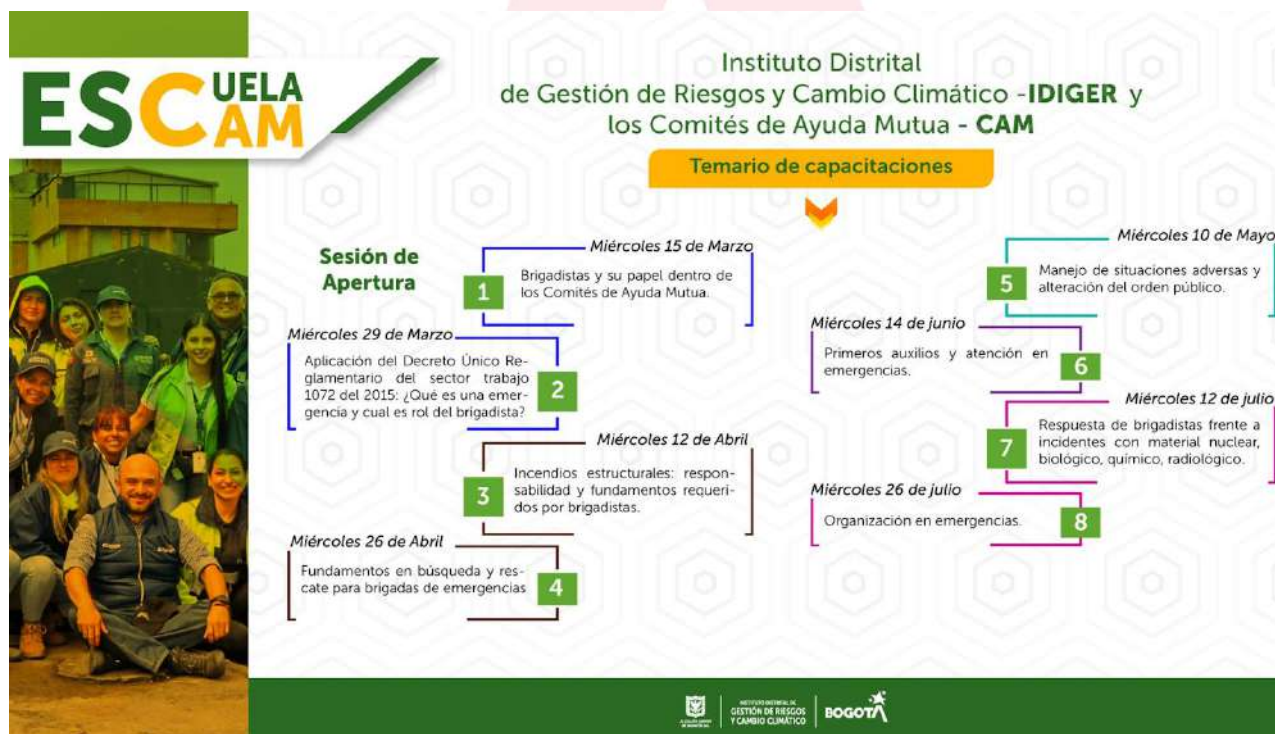 ESCUELA
CAM
Instituto Distrital
de Gestión de Riesgos y Cambio Climático -IDIGER y
los Comités de Ayuda Mutua - CAM
Temario de capacitaciones
Sesión de
Apertura
Miércoles 15 de Marzo
1
Brigadistas y su papel dentro de
los Comités de Ayuda Mutua.
Miércoles 29 de Marzo
Aplicación del Decreto Único Re-
glamentario del sector trabajo
1072 del 2015: ¿Qué es una emer-
gencia y cual es rol del brigadista?
2
Miércoles 12 de Abril
3
Incendios estructurales: respon-
sabilidad y fundamentos requeri-
dos por brigadistas.
Miércoles 26 de Abril
Fundamentos en búsqueda y res-
cate para brigadas de emergencias
4
Miércoles 10 de Mayo
5
Manejo de situaciones adversas y
alteración del orden público.
Miércoles 14 de junio
Primeros auxilios y atención en
emergencias.
6
Miércoles 12 de julio
7
Respuesta de brigadistas frente a
incidentes con material nuclear,
biológico, químico, radiológico.
Miércoles 26 de julio
Organización en emergencias.
8
INSTITUTO DISTRITAL DE
GESTIÓN DE RIESGOS
Y CAMBIO CLIMÁTICO
BOGOTÁ